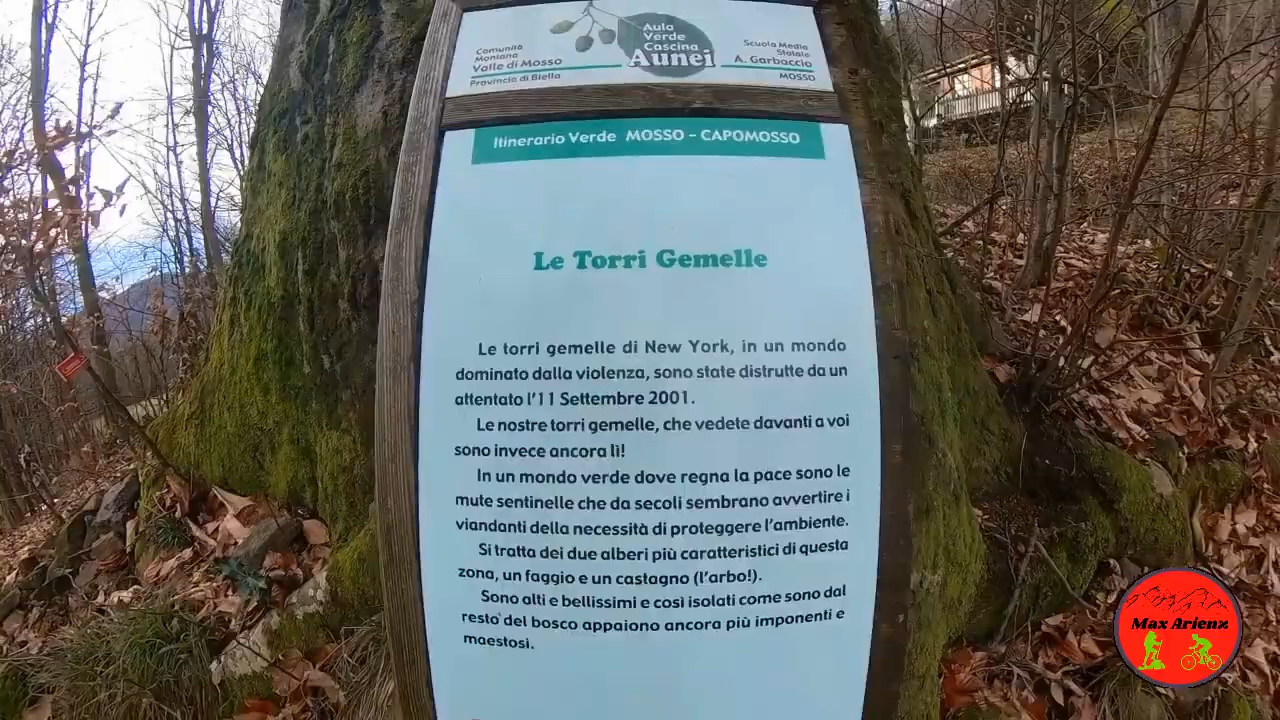 Comunità
Montana
Valle di Mosso
Provincia di Biella
Aula
Verde
Cascina
Aunei
Scuola Media
Statale
A. Garbaccio
MOSSO
Itinerario Verde MOSSO - CAPOMOSSO
Le Torri Gemelle
Le torri gemelle di New York, in un mondo
dominato dalla violenza, sono state distrutte da un
attentato l'11 Settembre 2001.
Le nostre torri gemelle, che vedete davanti a voi
sono invece ancora lì!
In un mondo verde dove regna la pace sono le
mute sentinelle che da secoli sembrano avvertire i
viandanti della necessità di proteggere l'ambiente.
Si tratta dei due alberi più caratteristici di questa
zona, un faggio e un castagno (l'arbo!).
Sono alti e bellissimi e così isolati come sono dal
resto del bosco appaiono ancora più imponenti e
maestosi.
Max Arienz